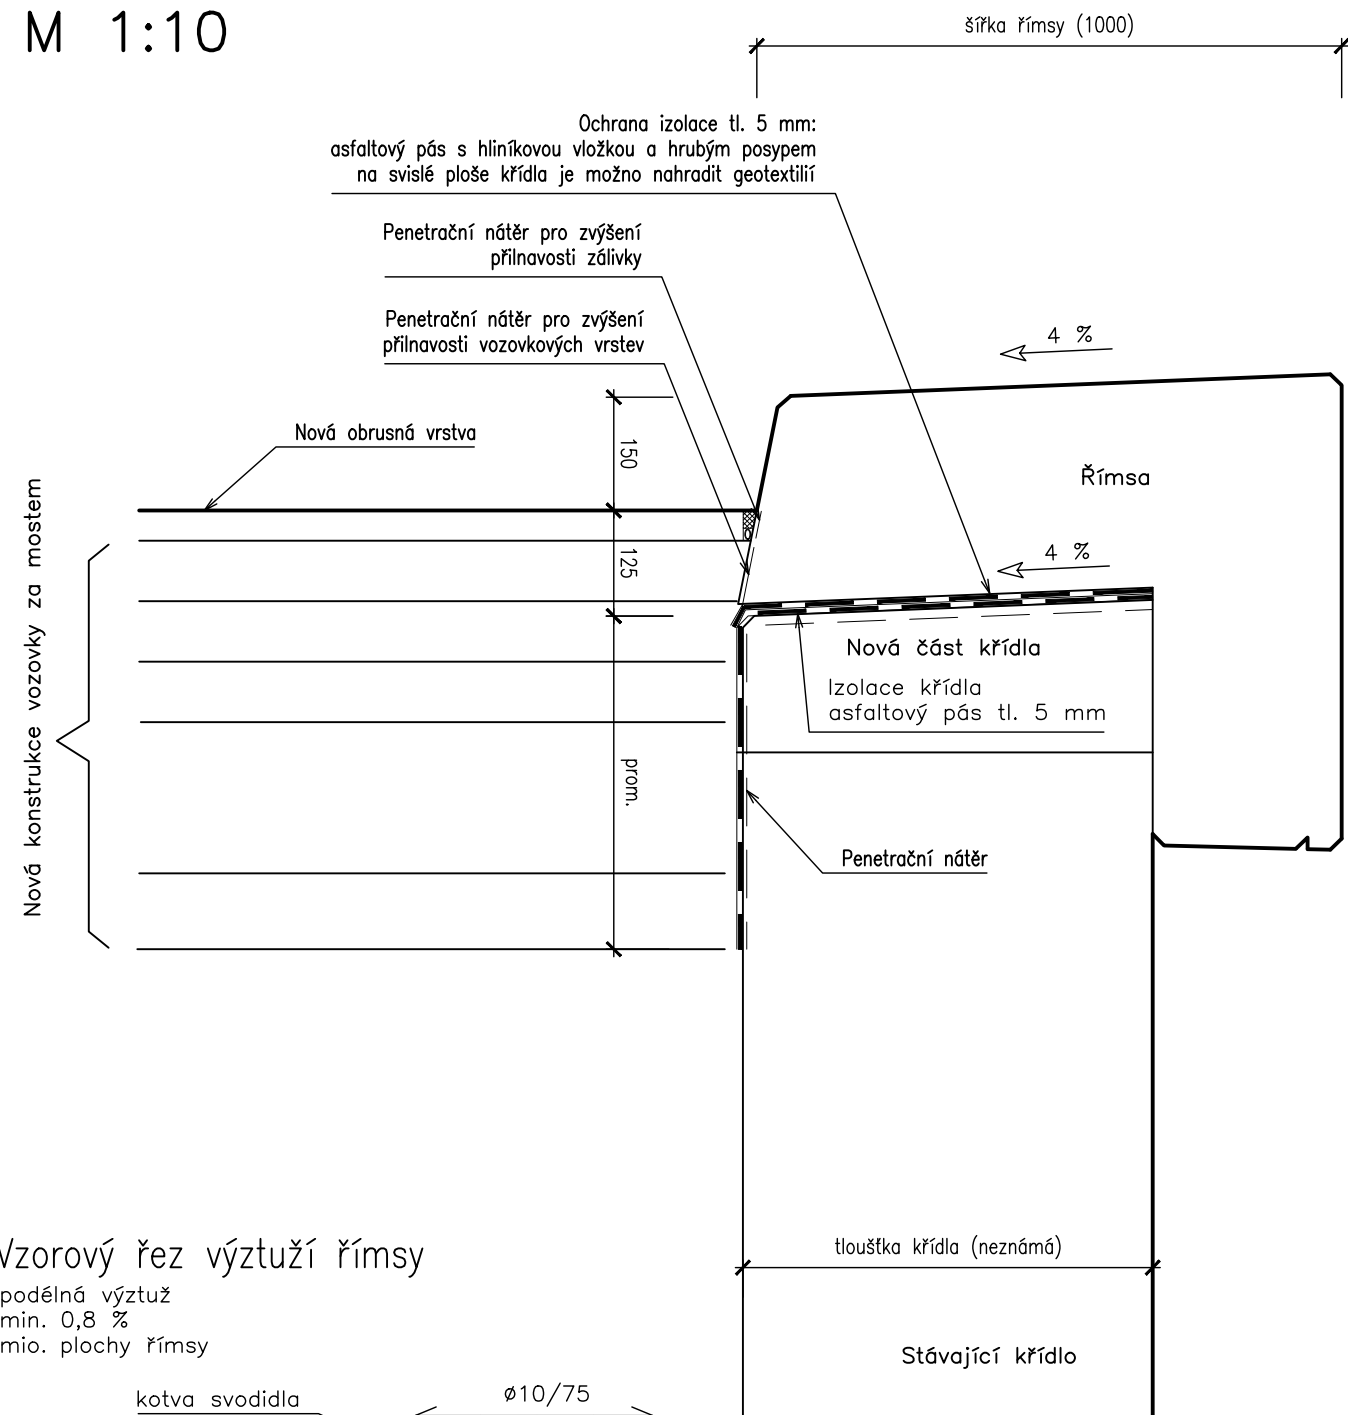 M 1:10
šířka římsy (1000)
Ochrana izolace tl. 5 mm:
asfaltový pás s hliníkovou vložkou a hrubým posypem
na svislé ploše křídla je možno nahradit geotextilií
Penetrační nátěr pro zvýšení
přilnavosti zálivky
Penetrační nátěr pro zvýšení
přilnavosti vozovkových vrstev
4 %
Nová obrusná vrstva
150
Římsa
125
4 %
Nová konstrukce vozovky za mostem
Nová část křídla
Izolace křídla
asfaltový pás tl. 5 mm
prom.
Penetrační nátěr
tloušťka křídla (neznámá)
Vzorový řez výztuží římsy
podélná výztuž
min. 0,8 %
mio. plochy římsy
Stávající křídlo
kotva svodidla
ø10/75